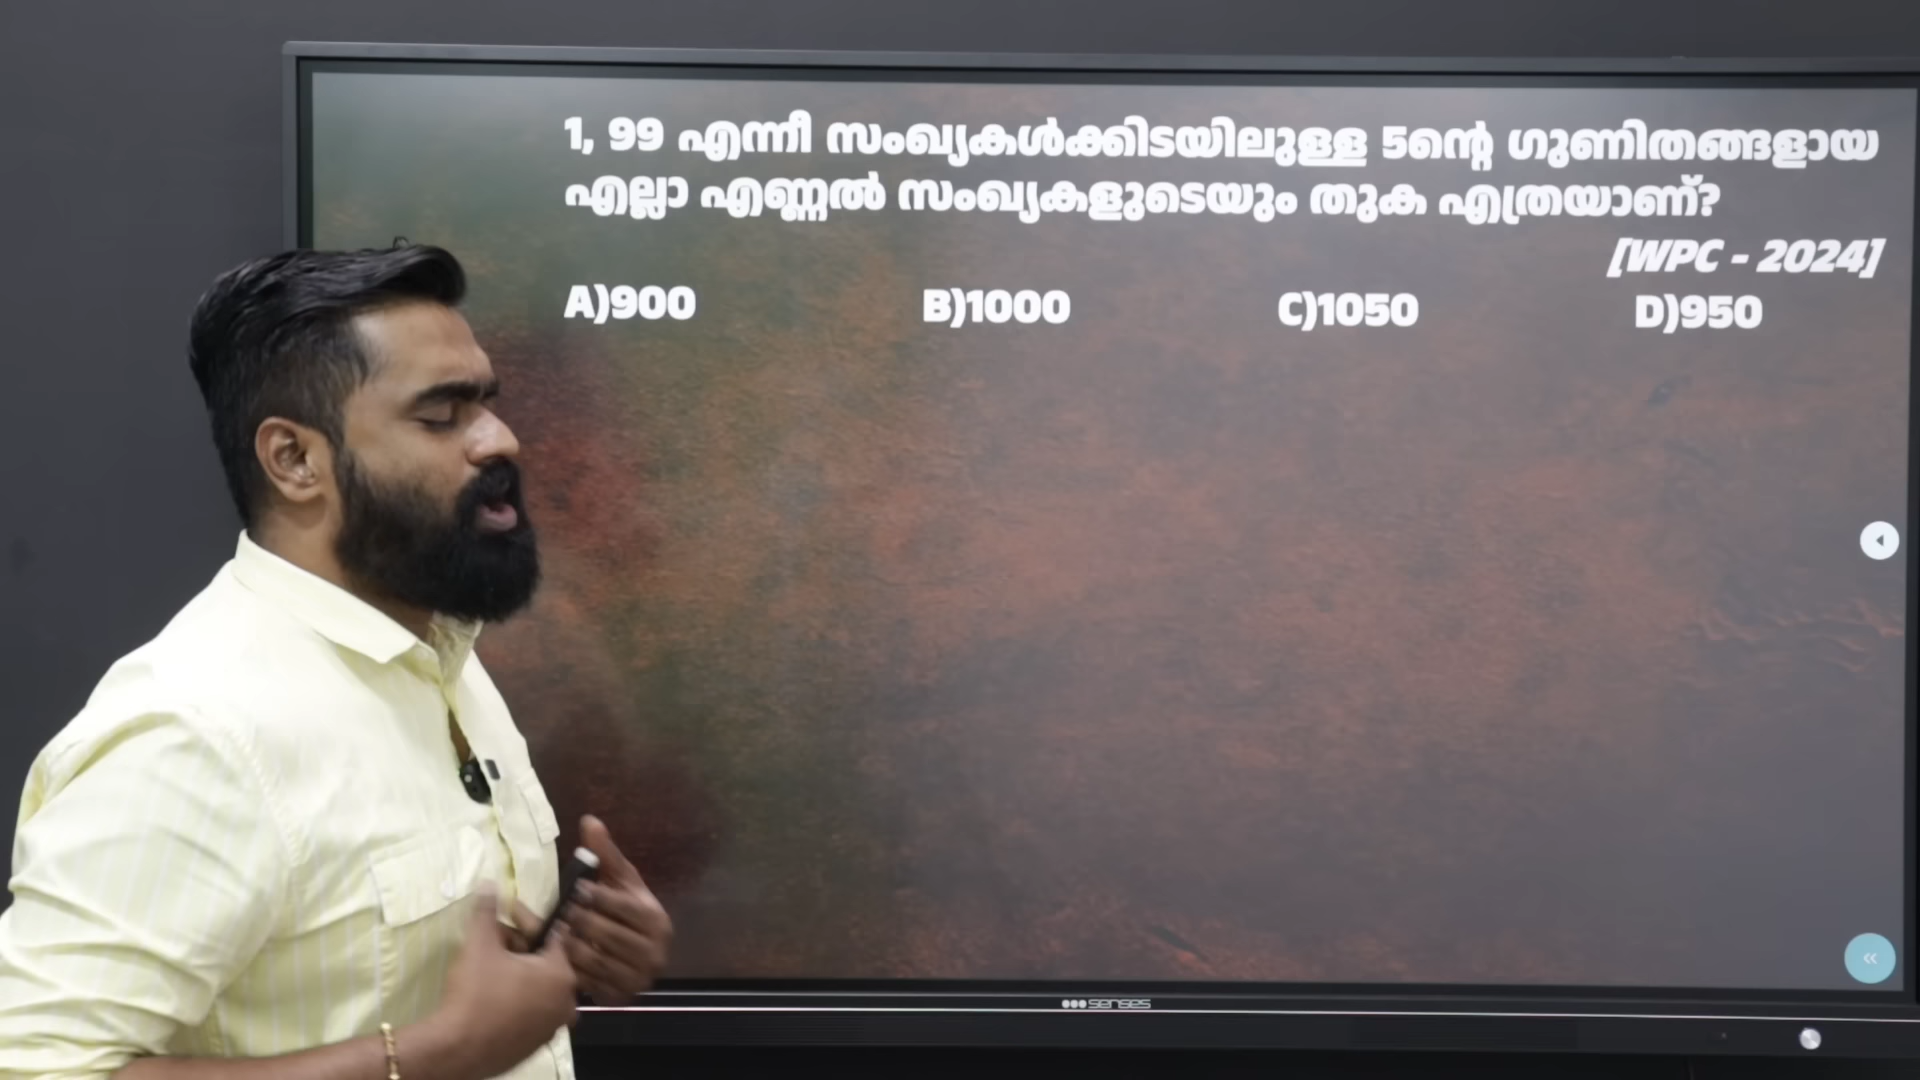 1, 99 എന്നീ സംഖ്യകൾക്കിടയിലുള്ള 5ന്റെ ഗുണിതങ്ങളായ
എല്ലാ എണ്ണൽ സംഖ്യകളുടെയും തുക എത്രയാണ്?
[WPC - 2024]
A)900 B)1000 C)1050 D)950
senses